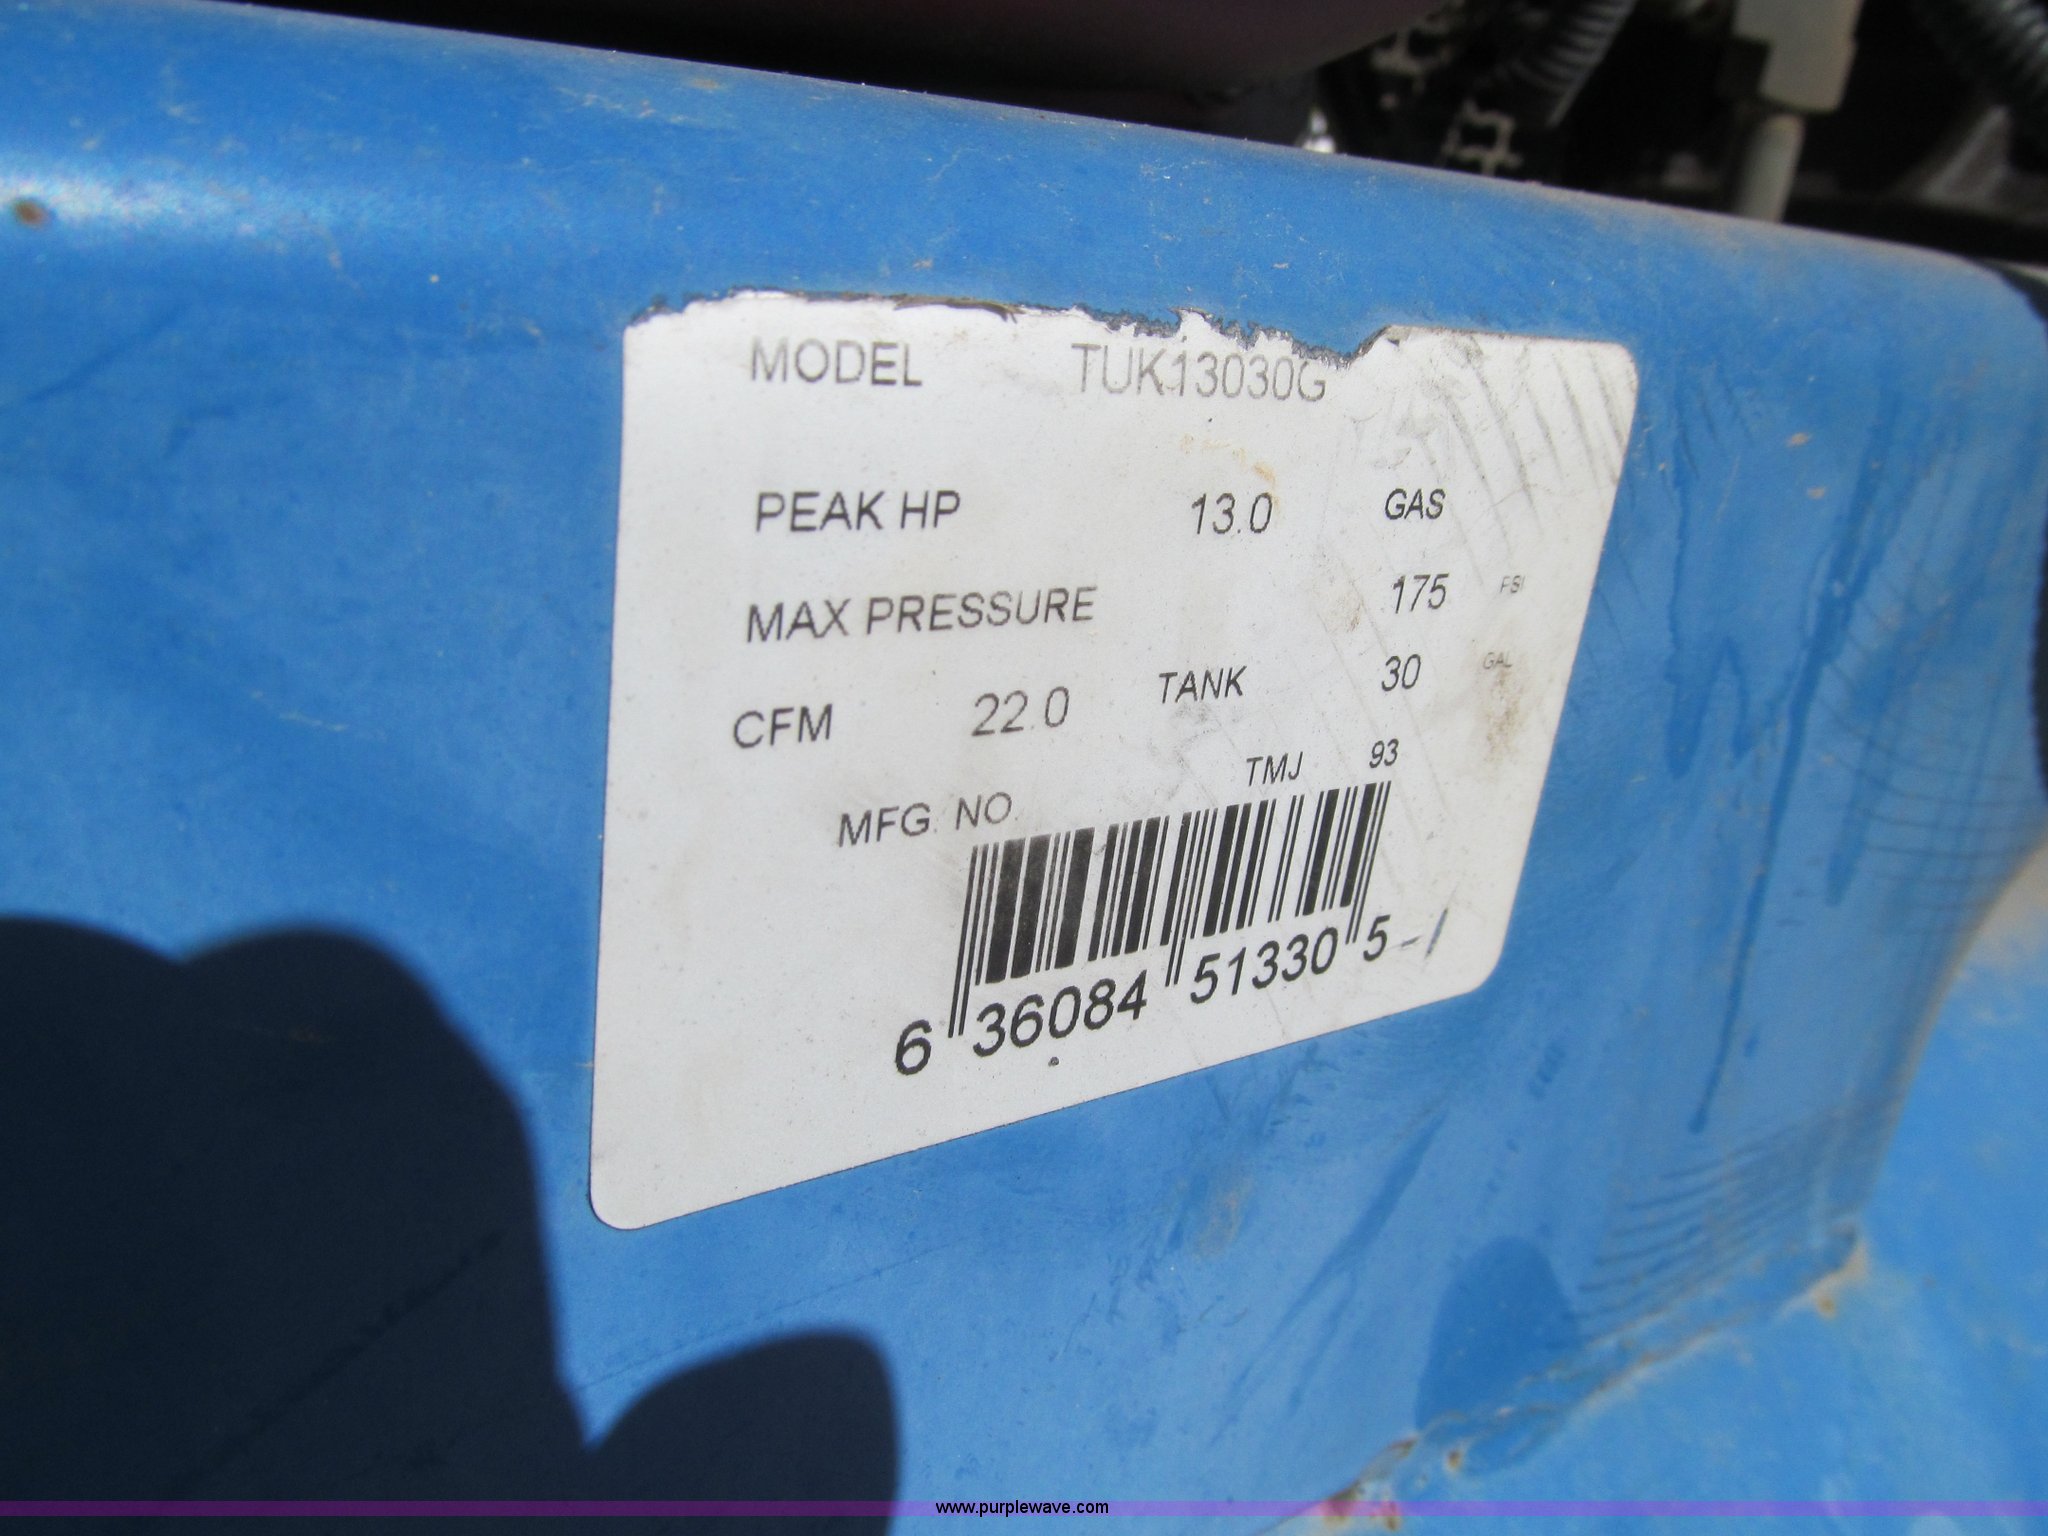 MODEL TUK13030G
PEAK HP 13.0 GAS
MAX PRESSURE 175 PSI
CFM 22.0 TANK 30 GAL
MFG. NO. TMJ 93
6 36084 51330 5-1
www.purplewave.com